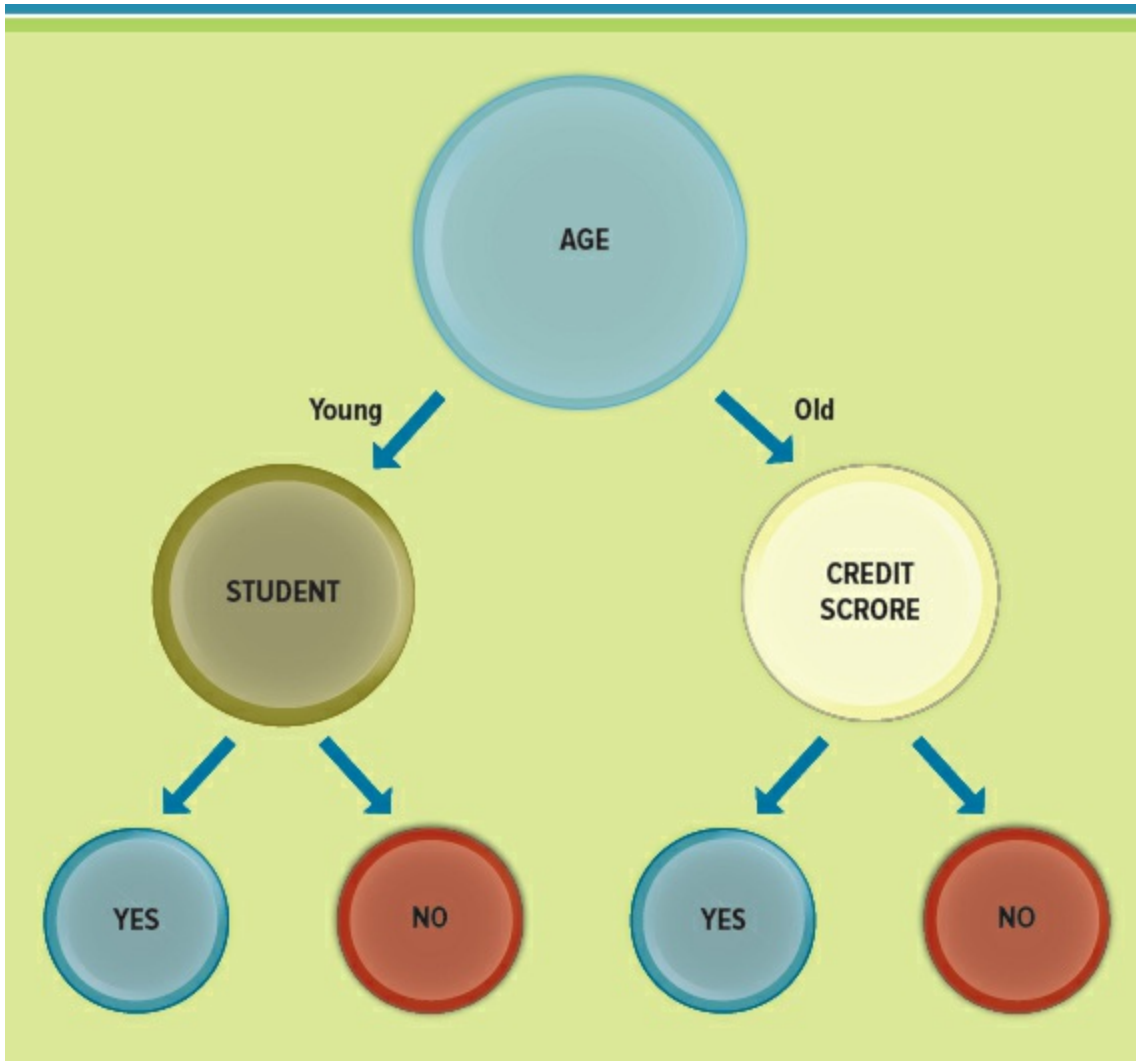 AGE
Young
Old
STUDENT
CREDIT
SCRORE
YES
NO
YES
NO